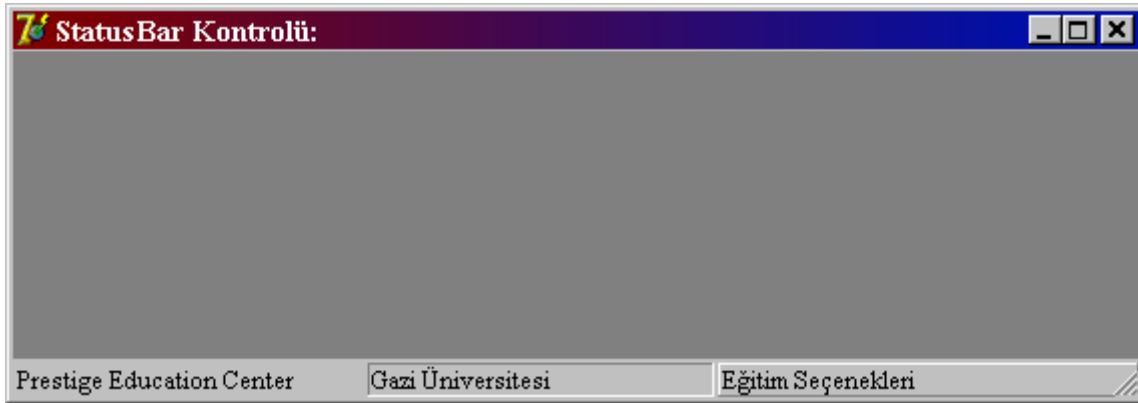 StatusBar Kontrolü:
Prestige Education Center
Gazi Üniversitesi
Eğitim Seçenekleri